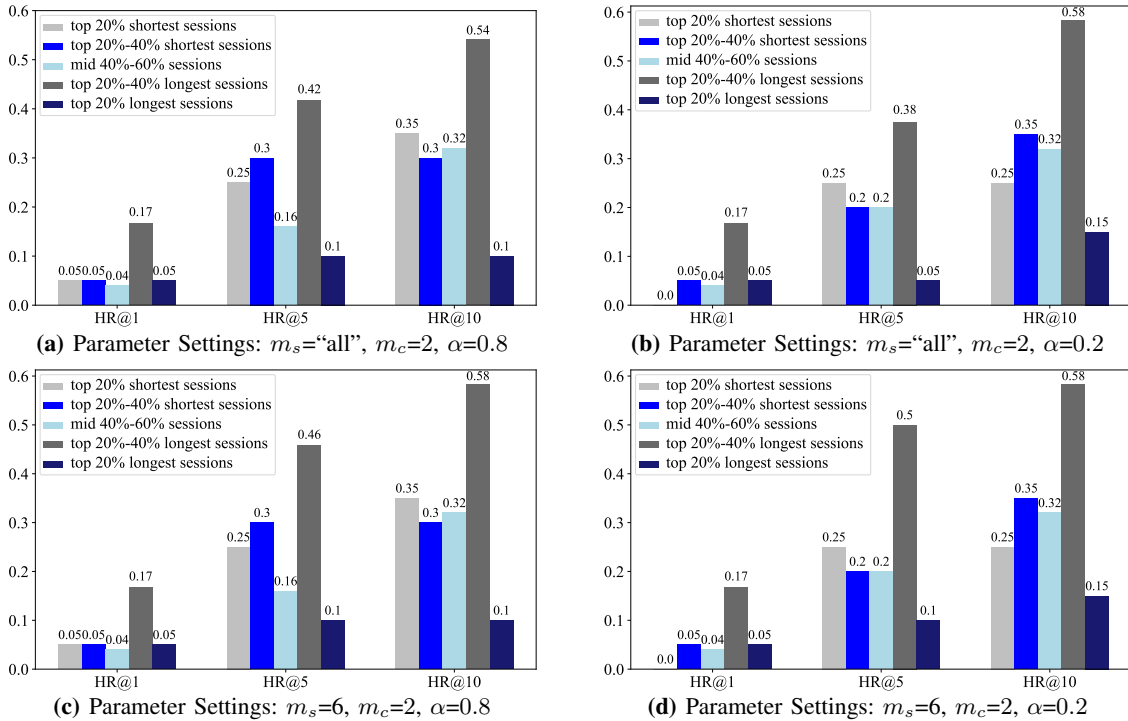 0.6
0.5
0.4
0.3
0.2
0.1
0.0
top 20% shortest sessions
top 20%-40% shortest sessions
mid 40%-60% sessions
top 20%-40% longest sessions
top 20% longest sessions
0.05
0.05
0.04
0.17
0.05
0.25
0.3
0.16
0.42
0.1
0.35
0.3
0.32
0.54
0.1
HR@1
HR@5
HR@10
(a) Parameter Settings: mₛ=“all”, m_c=2, α=0.8
0.6
0.5
0.4
0.3
0.2
0.1
0.0
top 20% shortest sessions
top 20%-40% shortest sessions
mid 40%-60% sessions
top 20%-40% longest sessions
top 20% longest sessions
0.0
0.05
0.04
0.17
0.05
0.25
0.2
0.2
0.38
0.05
0.25
0.35
0.32
0.58
0.15
HR@1
HR@5
HR@10
(b) Parameter Settings: mₛ=“all”, m_c=2, α=0.2
0.6
0.5
0.4
0.3
0.2
0.1
0.0
top 20% shortest sessions
top 20%-40% shortest sessions
mid 40%-60% sessions
top 20%-40% longest sessions
top 20% longest sessions
0.05
0.05
0.04
0.17
0.05
0.25
0.3
0.16
0.46
0.1
0.35
0.3
0.32
0.58
0.1
HR@1
HR@5
HR@10
(c) Parameter Settings: mₛ=6, m_c=2, α=0.8
0.6
0.5
0.4
0.3
0.2
0.1
0.0
top 20% shortest sessions
top 20%-40% shortest sessions
mid 40%-60% sessions
top 20%-40% longest sessions
top 20% longest sessions
0.0
0.05
0.04
0.17
0.05
0.25
0.2
0.2
0.5
0.1
0.25
0.35
0.32
0.58
0.15
HR@1
HR@5
HR@10
(d) Parameter Settings: mₛ=6, m_c=2, α=0.2